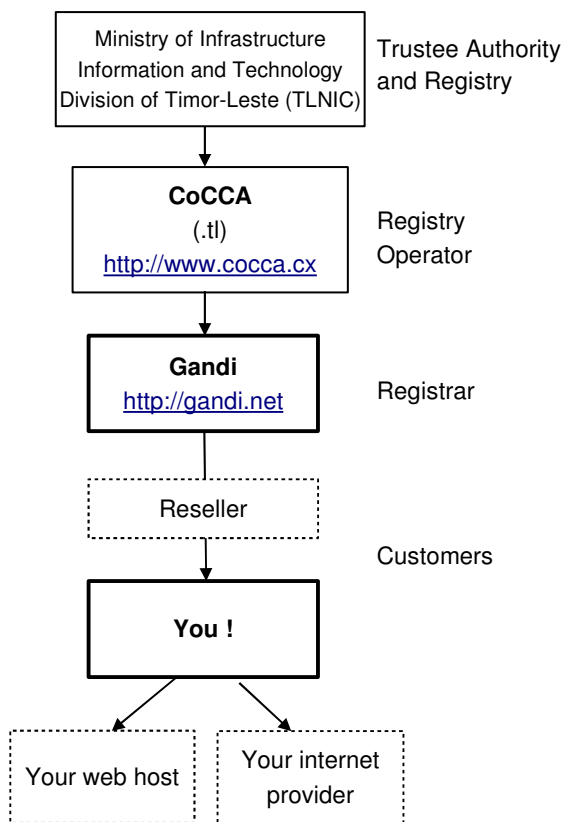 Ministry of Infrastructure
Information and Technology
Division of Timor-Leste (TLNIC)
Trustee Authority
and Registry
CoCCA
(.tl)
http://www.cocca.cx
Registry
Operator
Gandi
http://gandi.net
Registrar
Reseller
Customers
You !
Your web host
Your internet
provider